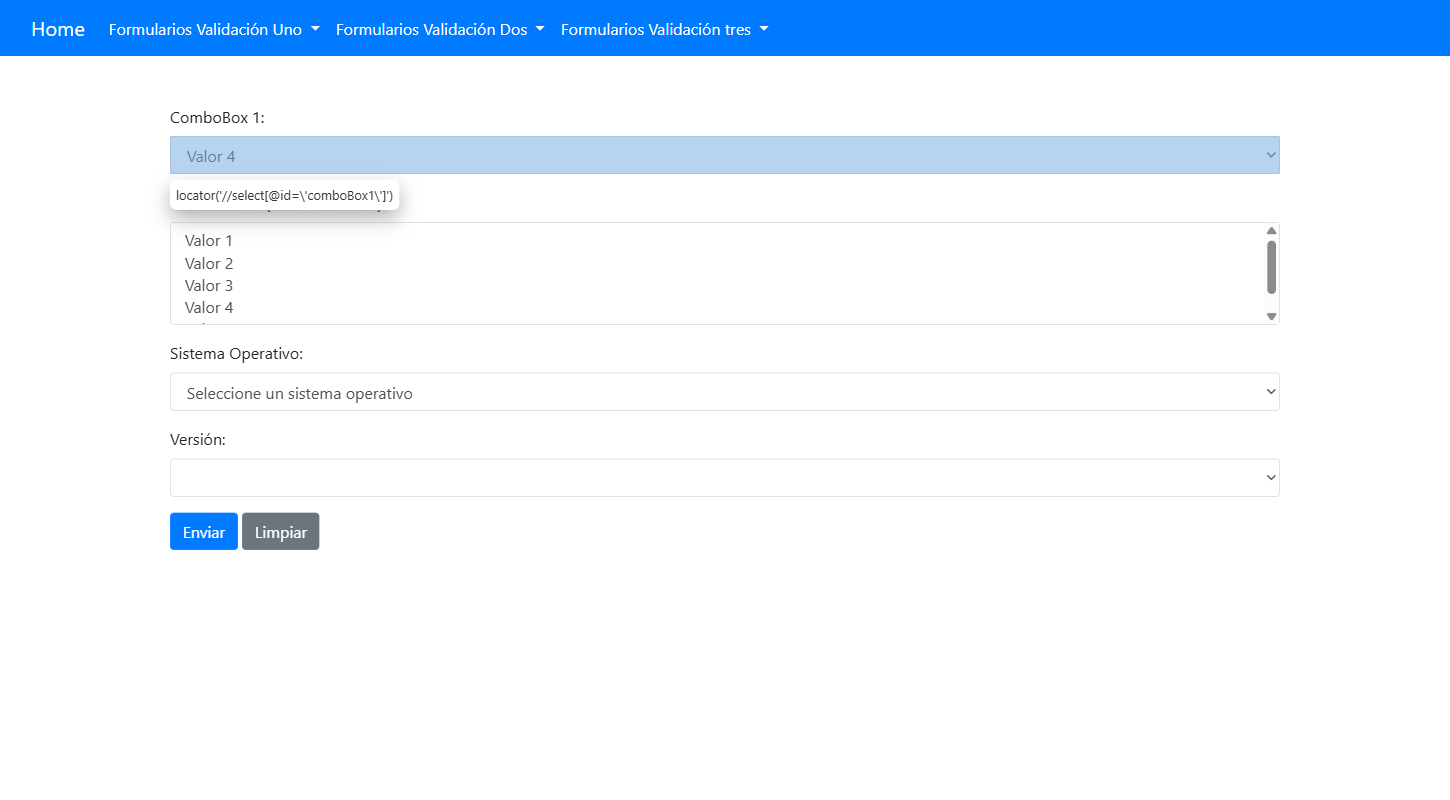 Home Formularios Validación Uno Formularios Validación Dos Formularios Validación tres
ComboBox 1:
Valor 4
locator('//select[@id=\'comboBox1\']')
Valor 1
Valor 2
Valor 3
Valor 4
Sistema Operativo:
Seleccione un sistema operativo
Versión:
Enviar Limpiar